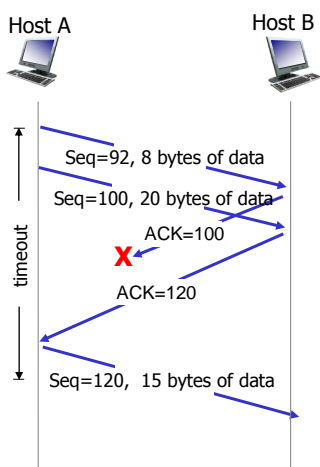 Host A
Host B
Seq=92, 8 bytes of data
Seq=100, 20 bytes of data
ACK=100
X
timeout
ACK=120
Seq=120, 15 bytes of data